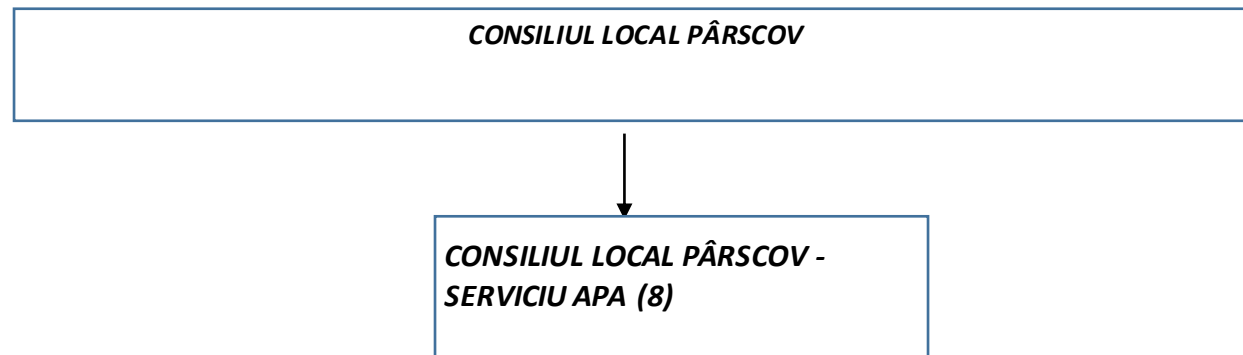 CONSILIUL LOCAL PÂRSCOV
CONSILIUL LOCAL PÂRSCOV -
SERVICIU APA (8)